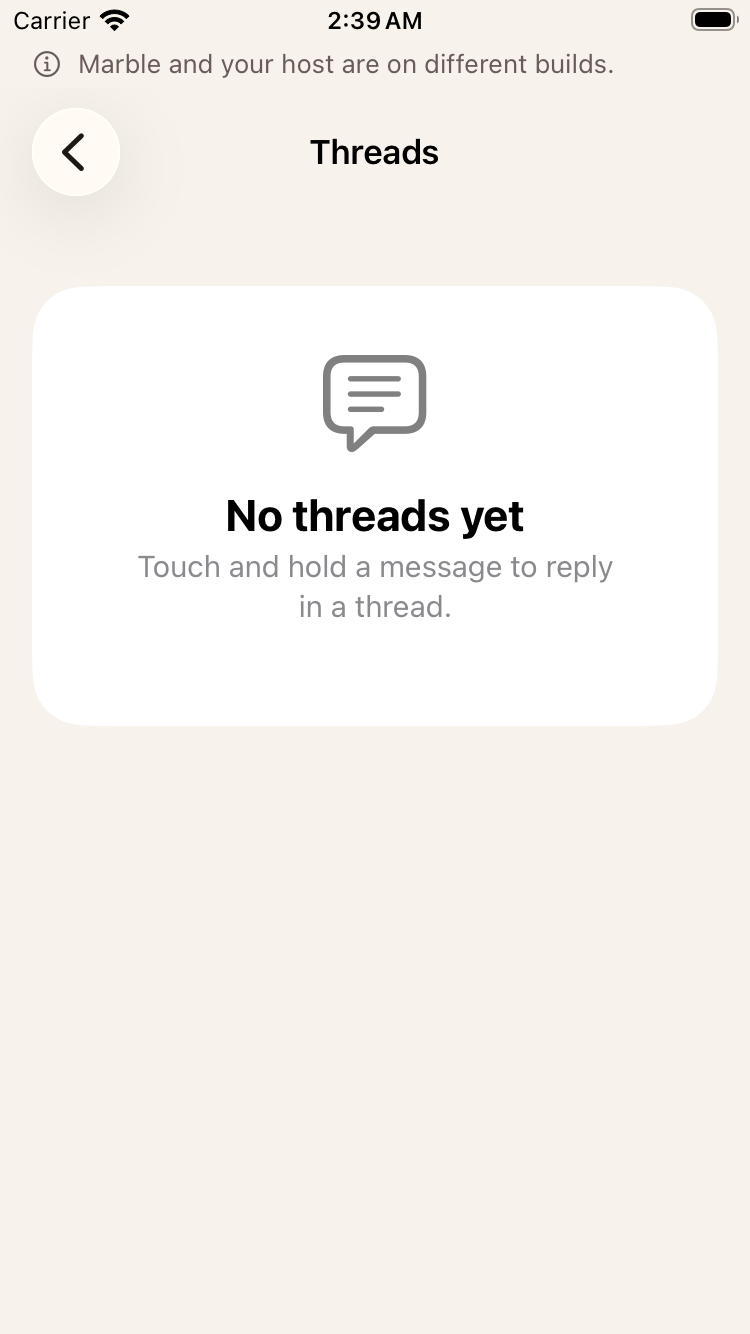 Carrier 2:39 AM
Marble and your host are on different builds.
Threads
No threads yet
Touch and hold a message to reply
in a thread.